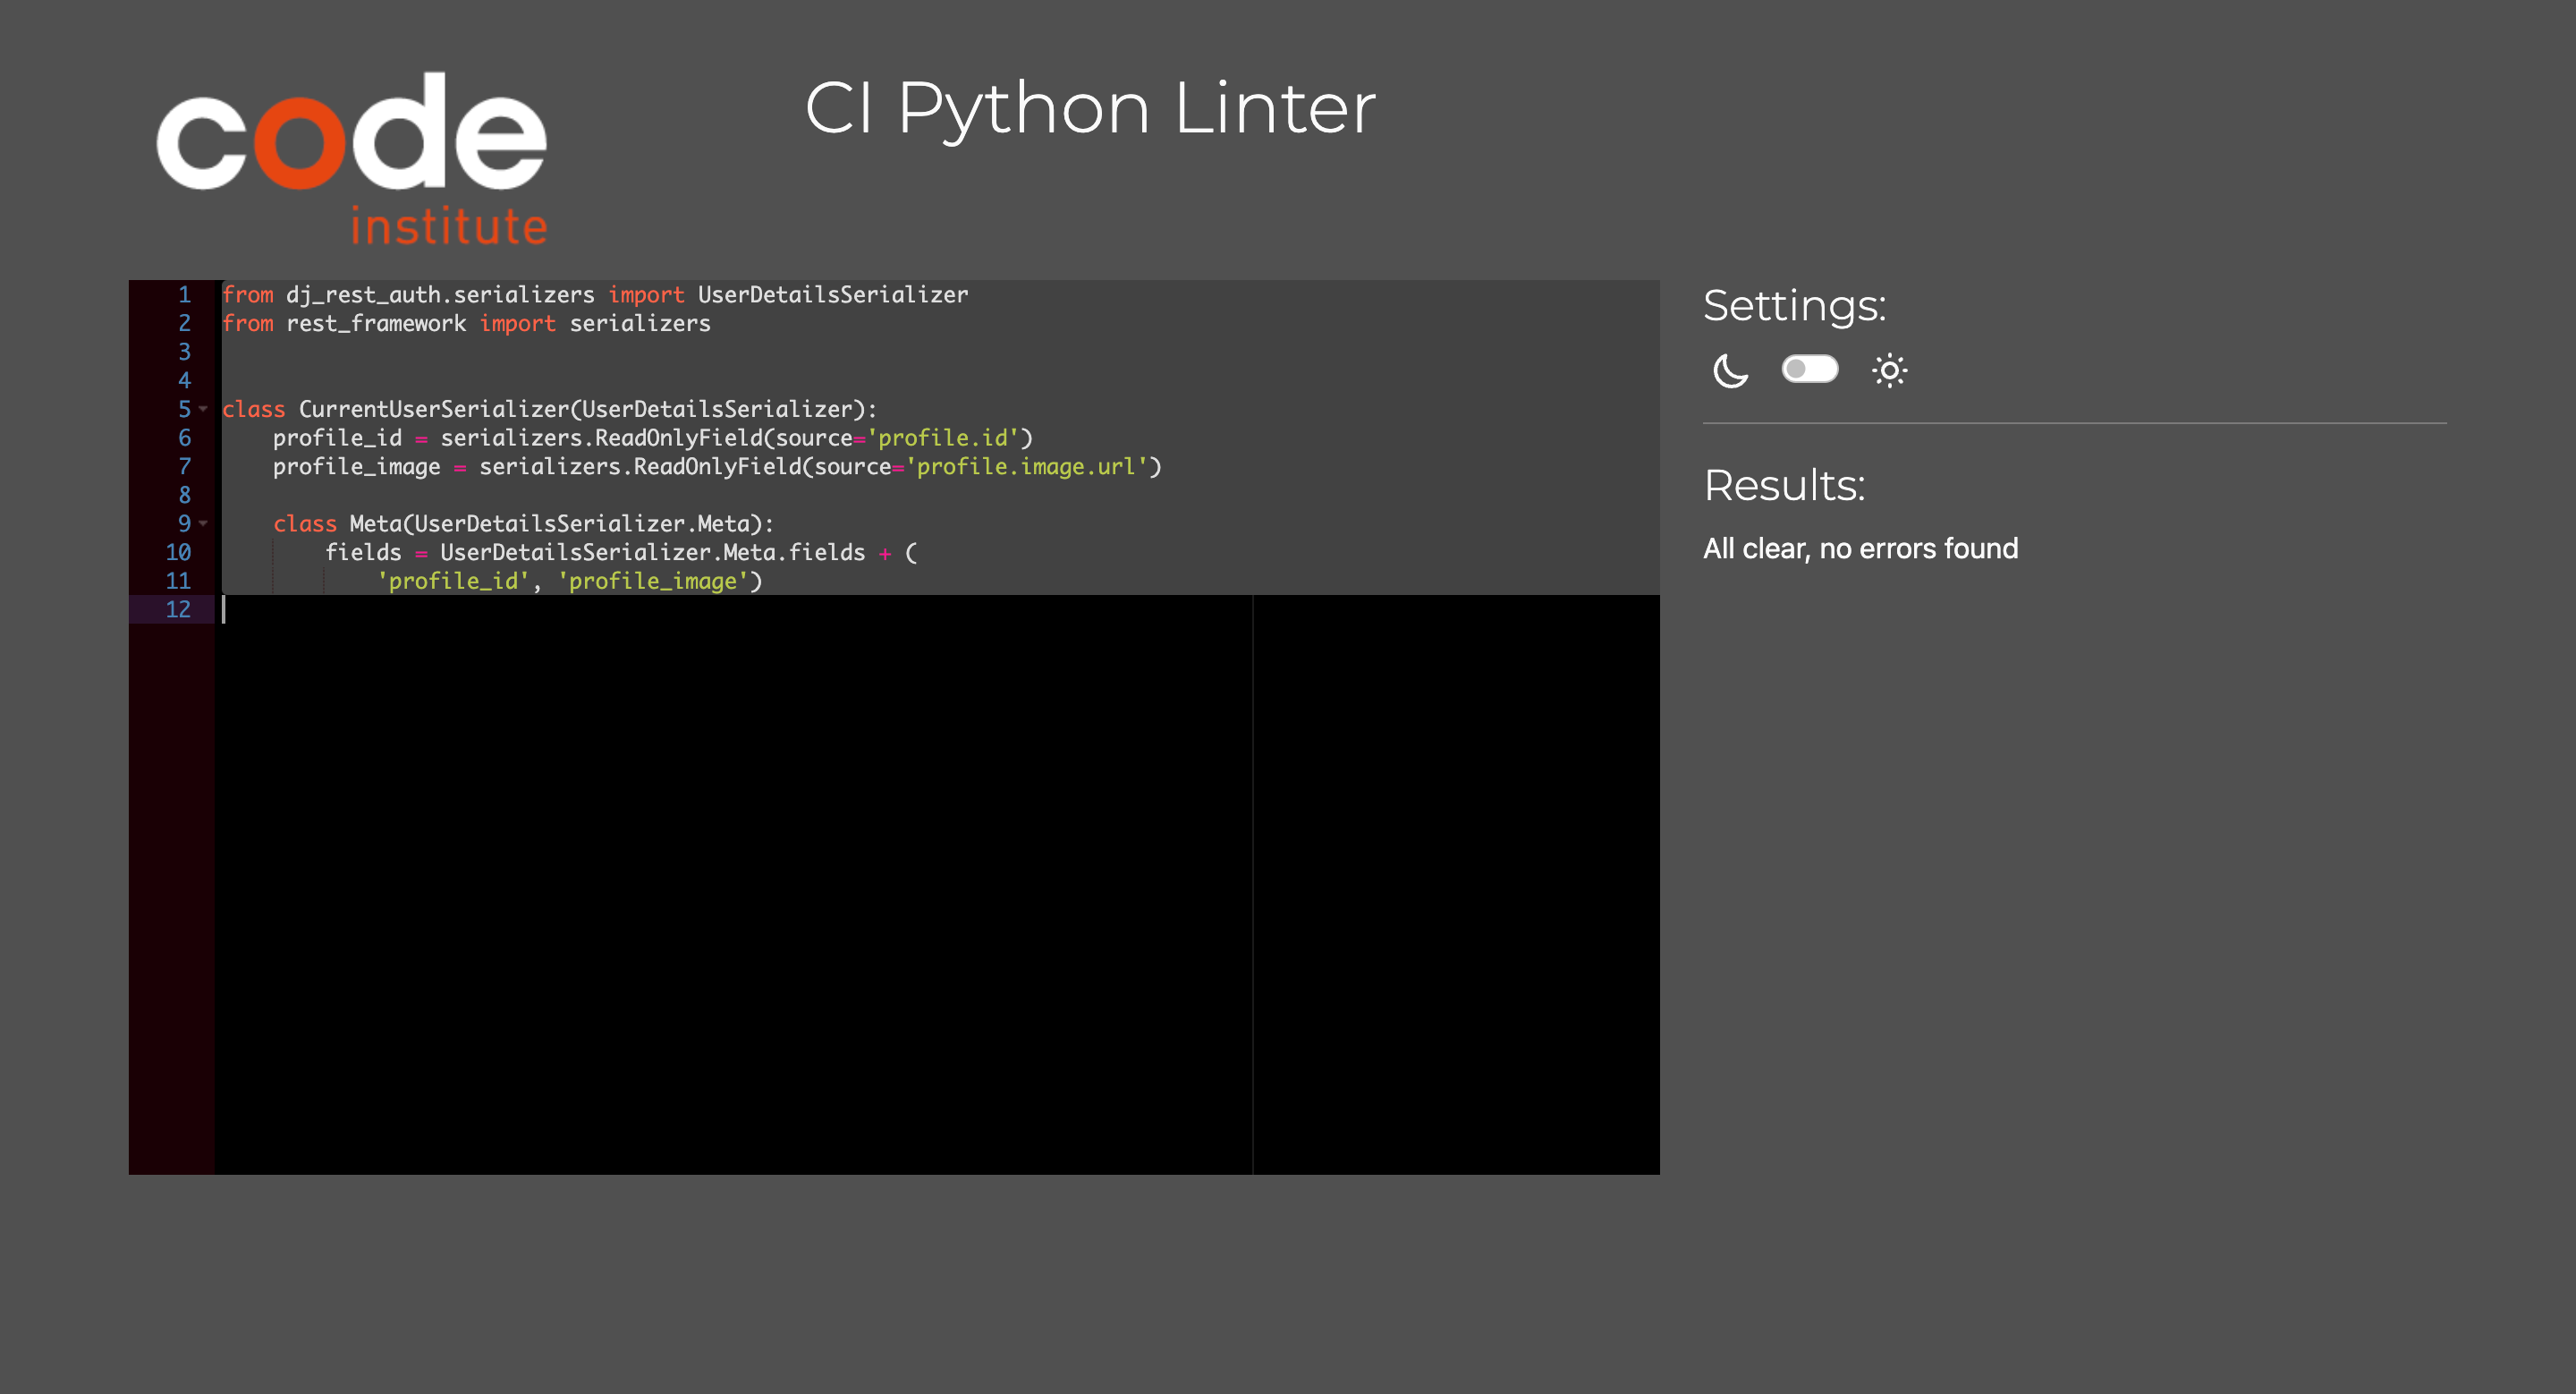 code
institute
CI Python Linter
1 from dj_rest_auth.serializers import UserDetailsSerializer
2 from rest_framework import serializers
3
4
5 class CurrentUserSerializer(UserDetailsSerializer):
6     profile_id = serializers.ReadOnlyField(source='profile.id')
7     profile_image = serializers.ReadOnlyField(source='profile.image.url')
8
9     class Meta(UserDetailsSerializer.Meta):
10         fields = UserDetailsSerializer.Meta.fields + (
11             'profile_id', 'profile_image')
12
Settings:
Results:
All clear, no errors found